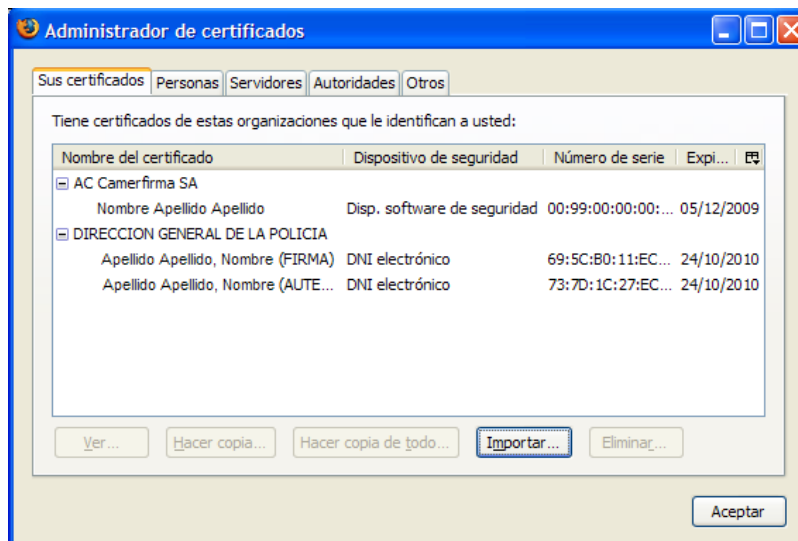 Administrador de certificados
Sus certificados Personas Servidores Autoridades Otros
Tiene certificados de estas organizaciones que le identifican a usted:
Nombre del certificado Dispositivo de seguridad Número de serie Expi...
AC Camerfirma SA
Nombre Apellido Apellido Disp. software de seguridad 00:99:00:00:00:... 05/12/2009
DIRECCION GENERAL DE LA POLICIA
Apellido Apellido, Nombre (FIRMA) DNI electrónico 69:5C:B0:11:EC... 24/10/2010
Apellido Apellido, Nombre (AUTE... DNI electrónico 73:7D:1C:27:EC... 24/10/2010
Ver... Hacer copia... Hacer copia de todo... Importar... Eliminar...
Aceptar